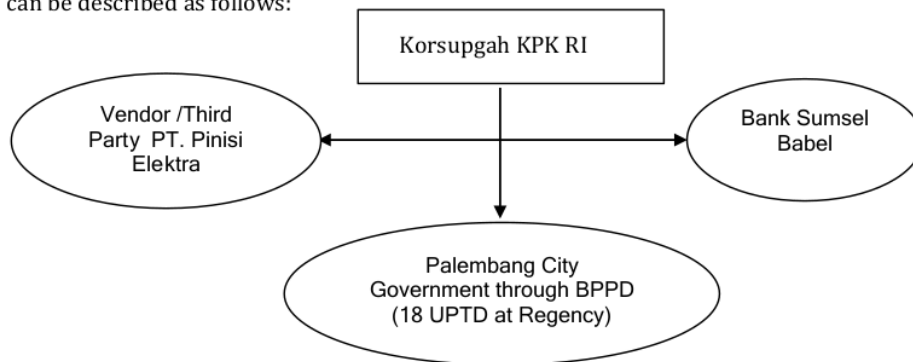 can be described as follows:
Korsupgah KPK RI
Vendor /Third
Party PT. Pinisi
Elektra
Bank Sumsel
Babel
Palembang City
Government through BPPD
(18 UPTD at Regency)